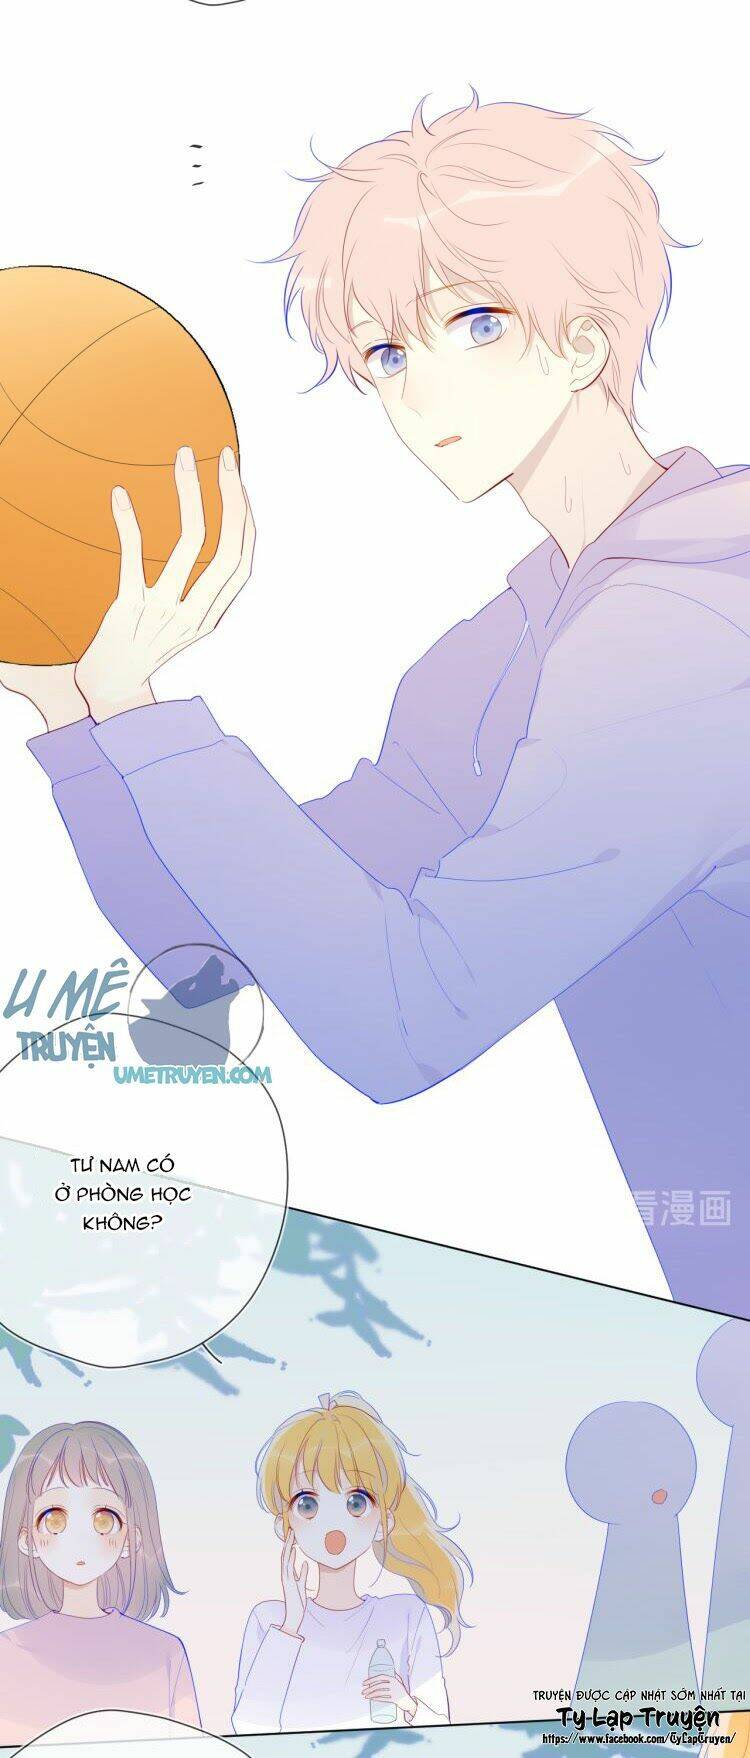 U MÊ
TRUYỆN
UMETRUYEN.COM
TƯ NAM CÓ
Ở PHÒNG HỌC
KHÔNG?
看漫画
TRUYỆN ĐƯỢC CẬP NHẬT SỚM NHẤT TẠI
Ty Lạp Truyện
https://www.facebook.com/TyLapTruyen/